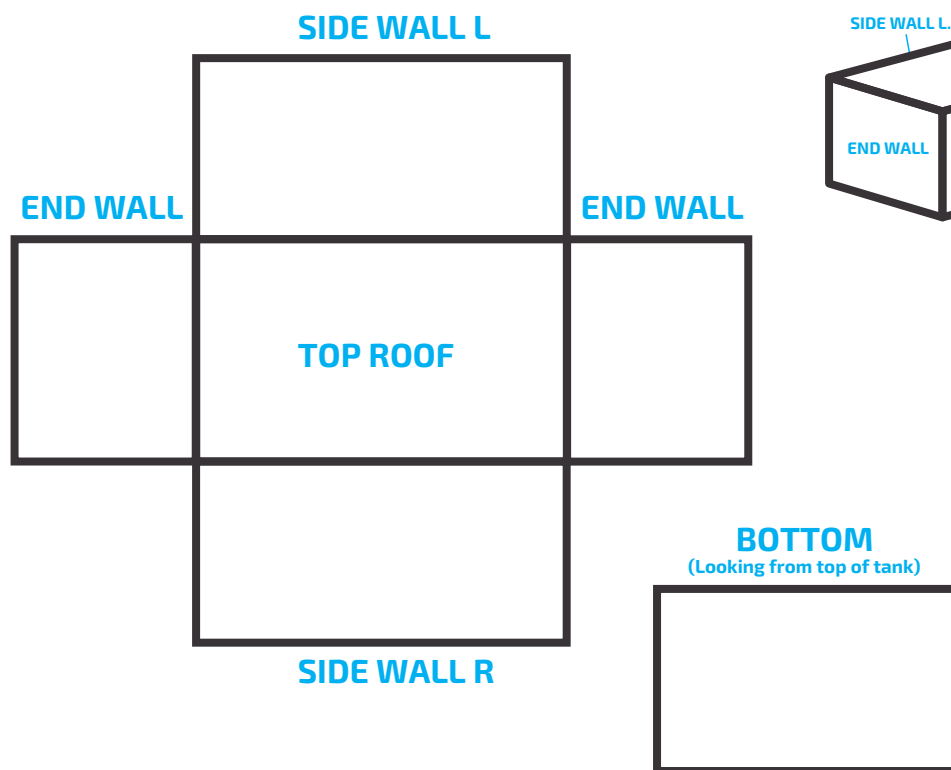 SIDE WALL L
SIDE WALL L.
END WALL
END WALL
END WALL
TOP ROOF
BOTTOM
(Looking from top of tank)
SIDE WALL R